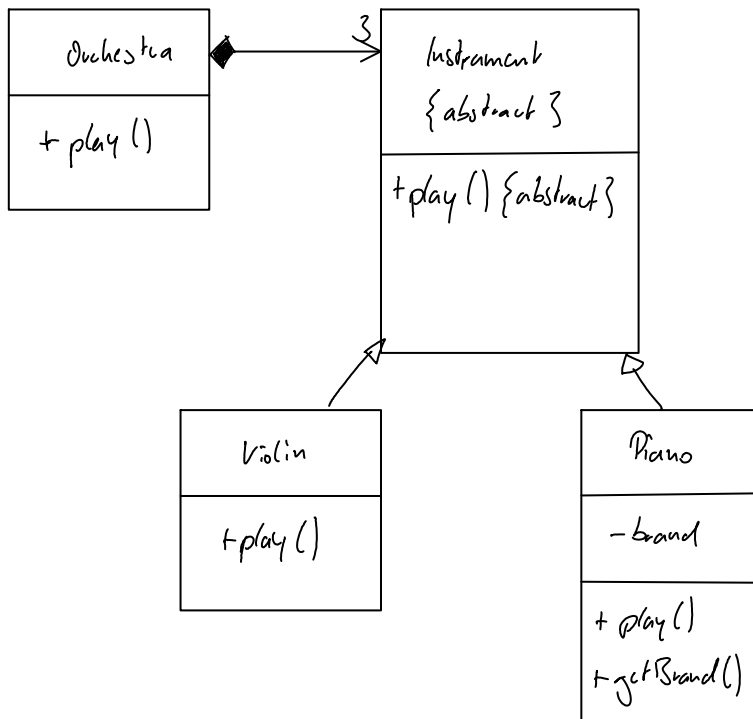 Orchestra
+ play ()
3
Instrument
{abstract}
+ play () {abstract}
Violin
+ play ()
Piano
- brand
+ play ()
+ getBrand ()